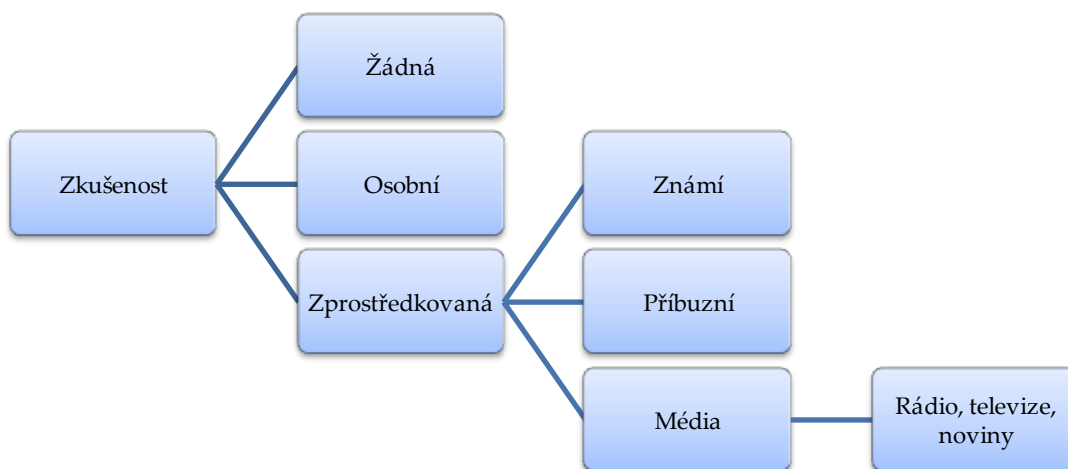 Žádná
Zkušenost
Osobní
Známí
Zprostředkovaná
Příbuzní
Média
Rádio, televize,
noviny